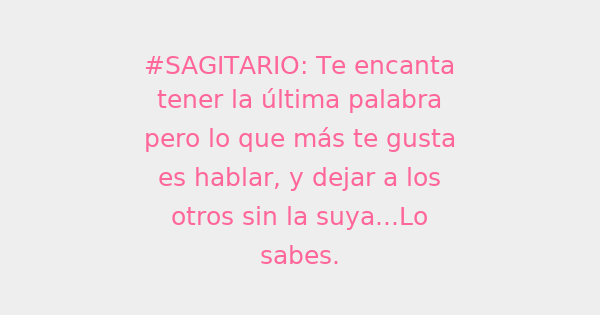 #SAGITARIO: Te encanta
tener la última palabra
pero lo que más te gusta
es hablar, y dejar a los
otros sin la suya...Lo
sabes.